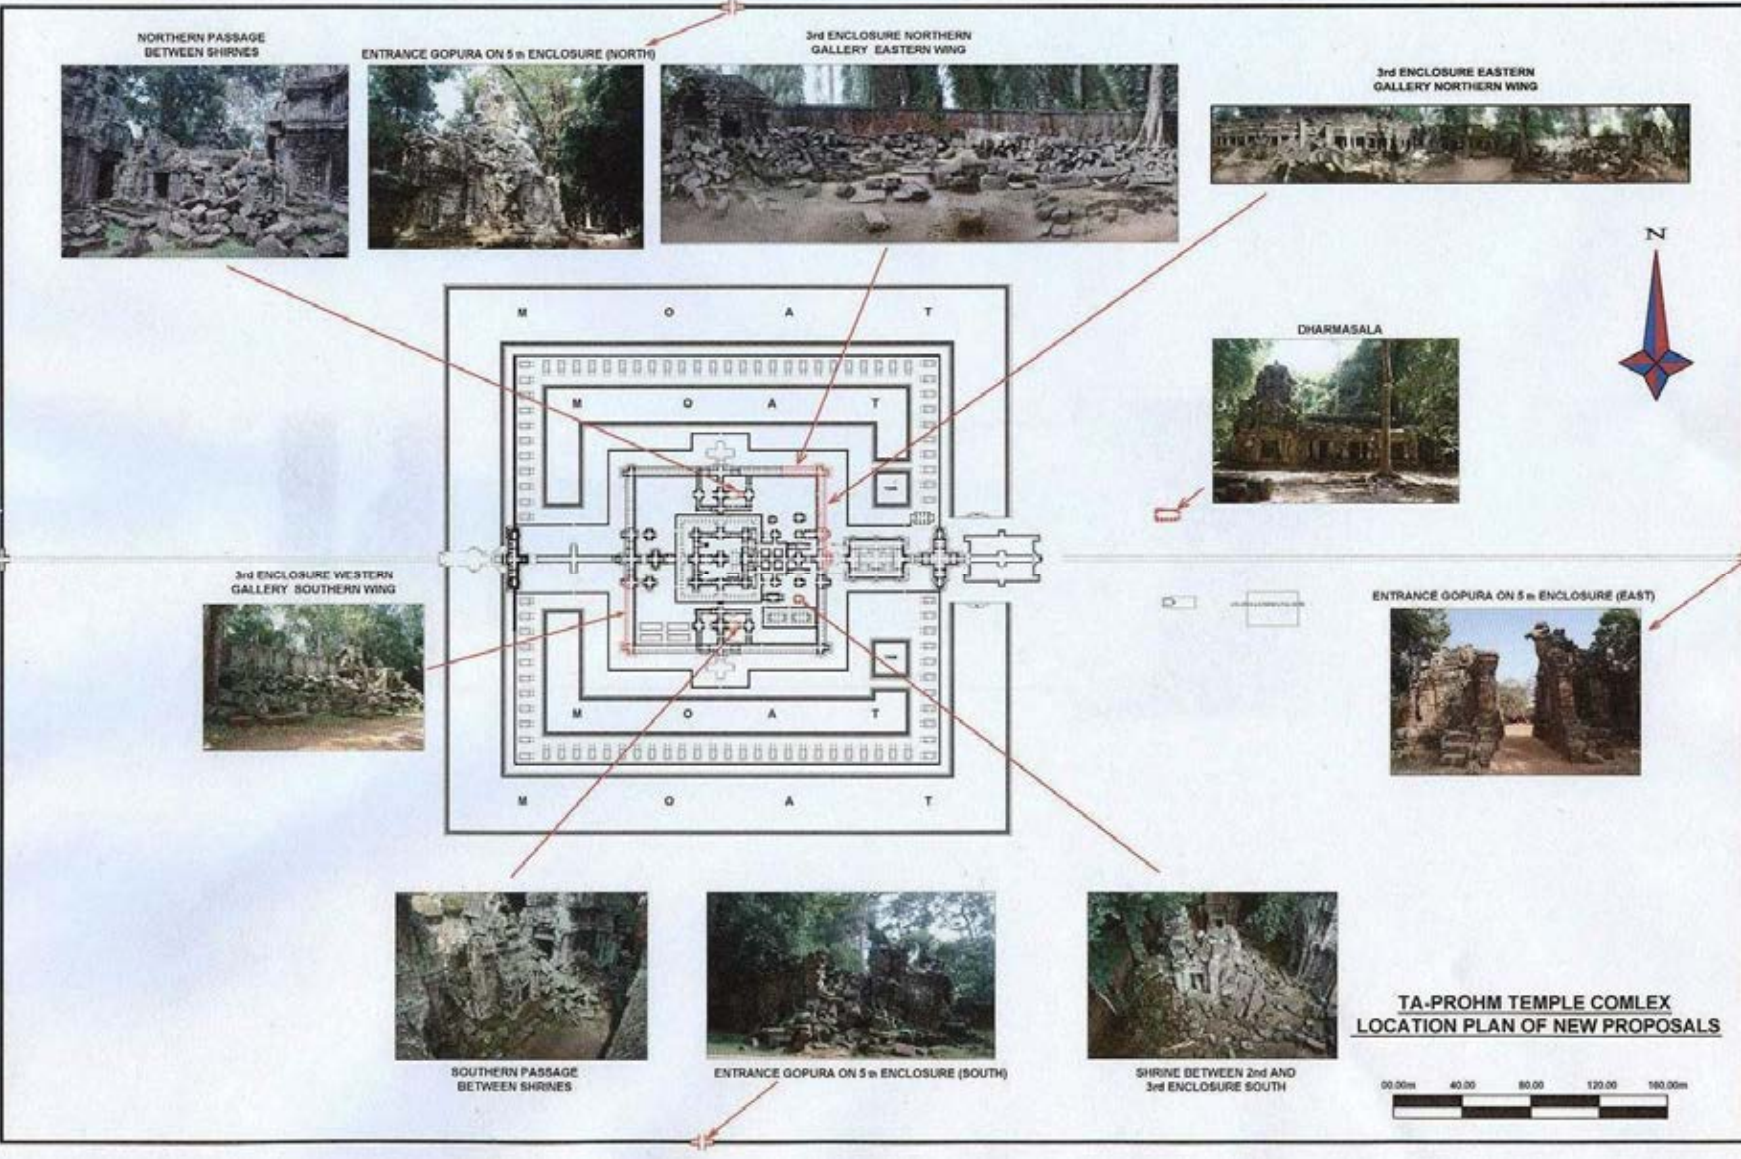 NORTHERN PASSAGE
BETWEEN SHIRNES
ENTRANCE GOPURA ON 5 th ENCLOSURE (NORTH)
3rd ENCLOSURE NORTHERN
GALLERY EASTERN WING
3rd ENCLOSURE EASTERN
GALLERY NORTHERN WING
N
M O A T
DHARMASALA
M O A T
3rd ENCLOSURE WESTERN
GALLERY SOUTHERN WING
ENTRANCE GOPURA ON 5 th ENCLOSURE (EAST)
M O A T
M O A T
SOUTHERN PASSAGE
BETWEEN SHRINES
ENTRANCE GOPURA ON 5 th ENCLOSURE (SOUTH)
SHRINE BETWEEN 2nd AND
3rd ENCLOSURE SOUTH
TA-PROHM TEMPLE COMLEX
LOCATION PLAN OF NEW PROPOSALS
00.00m 40.00 80.00 120.00 160.00m